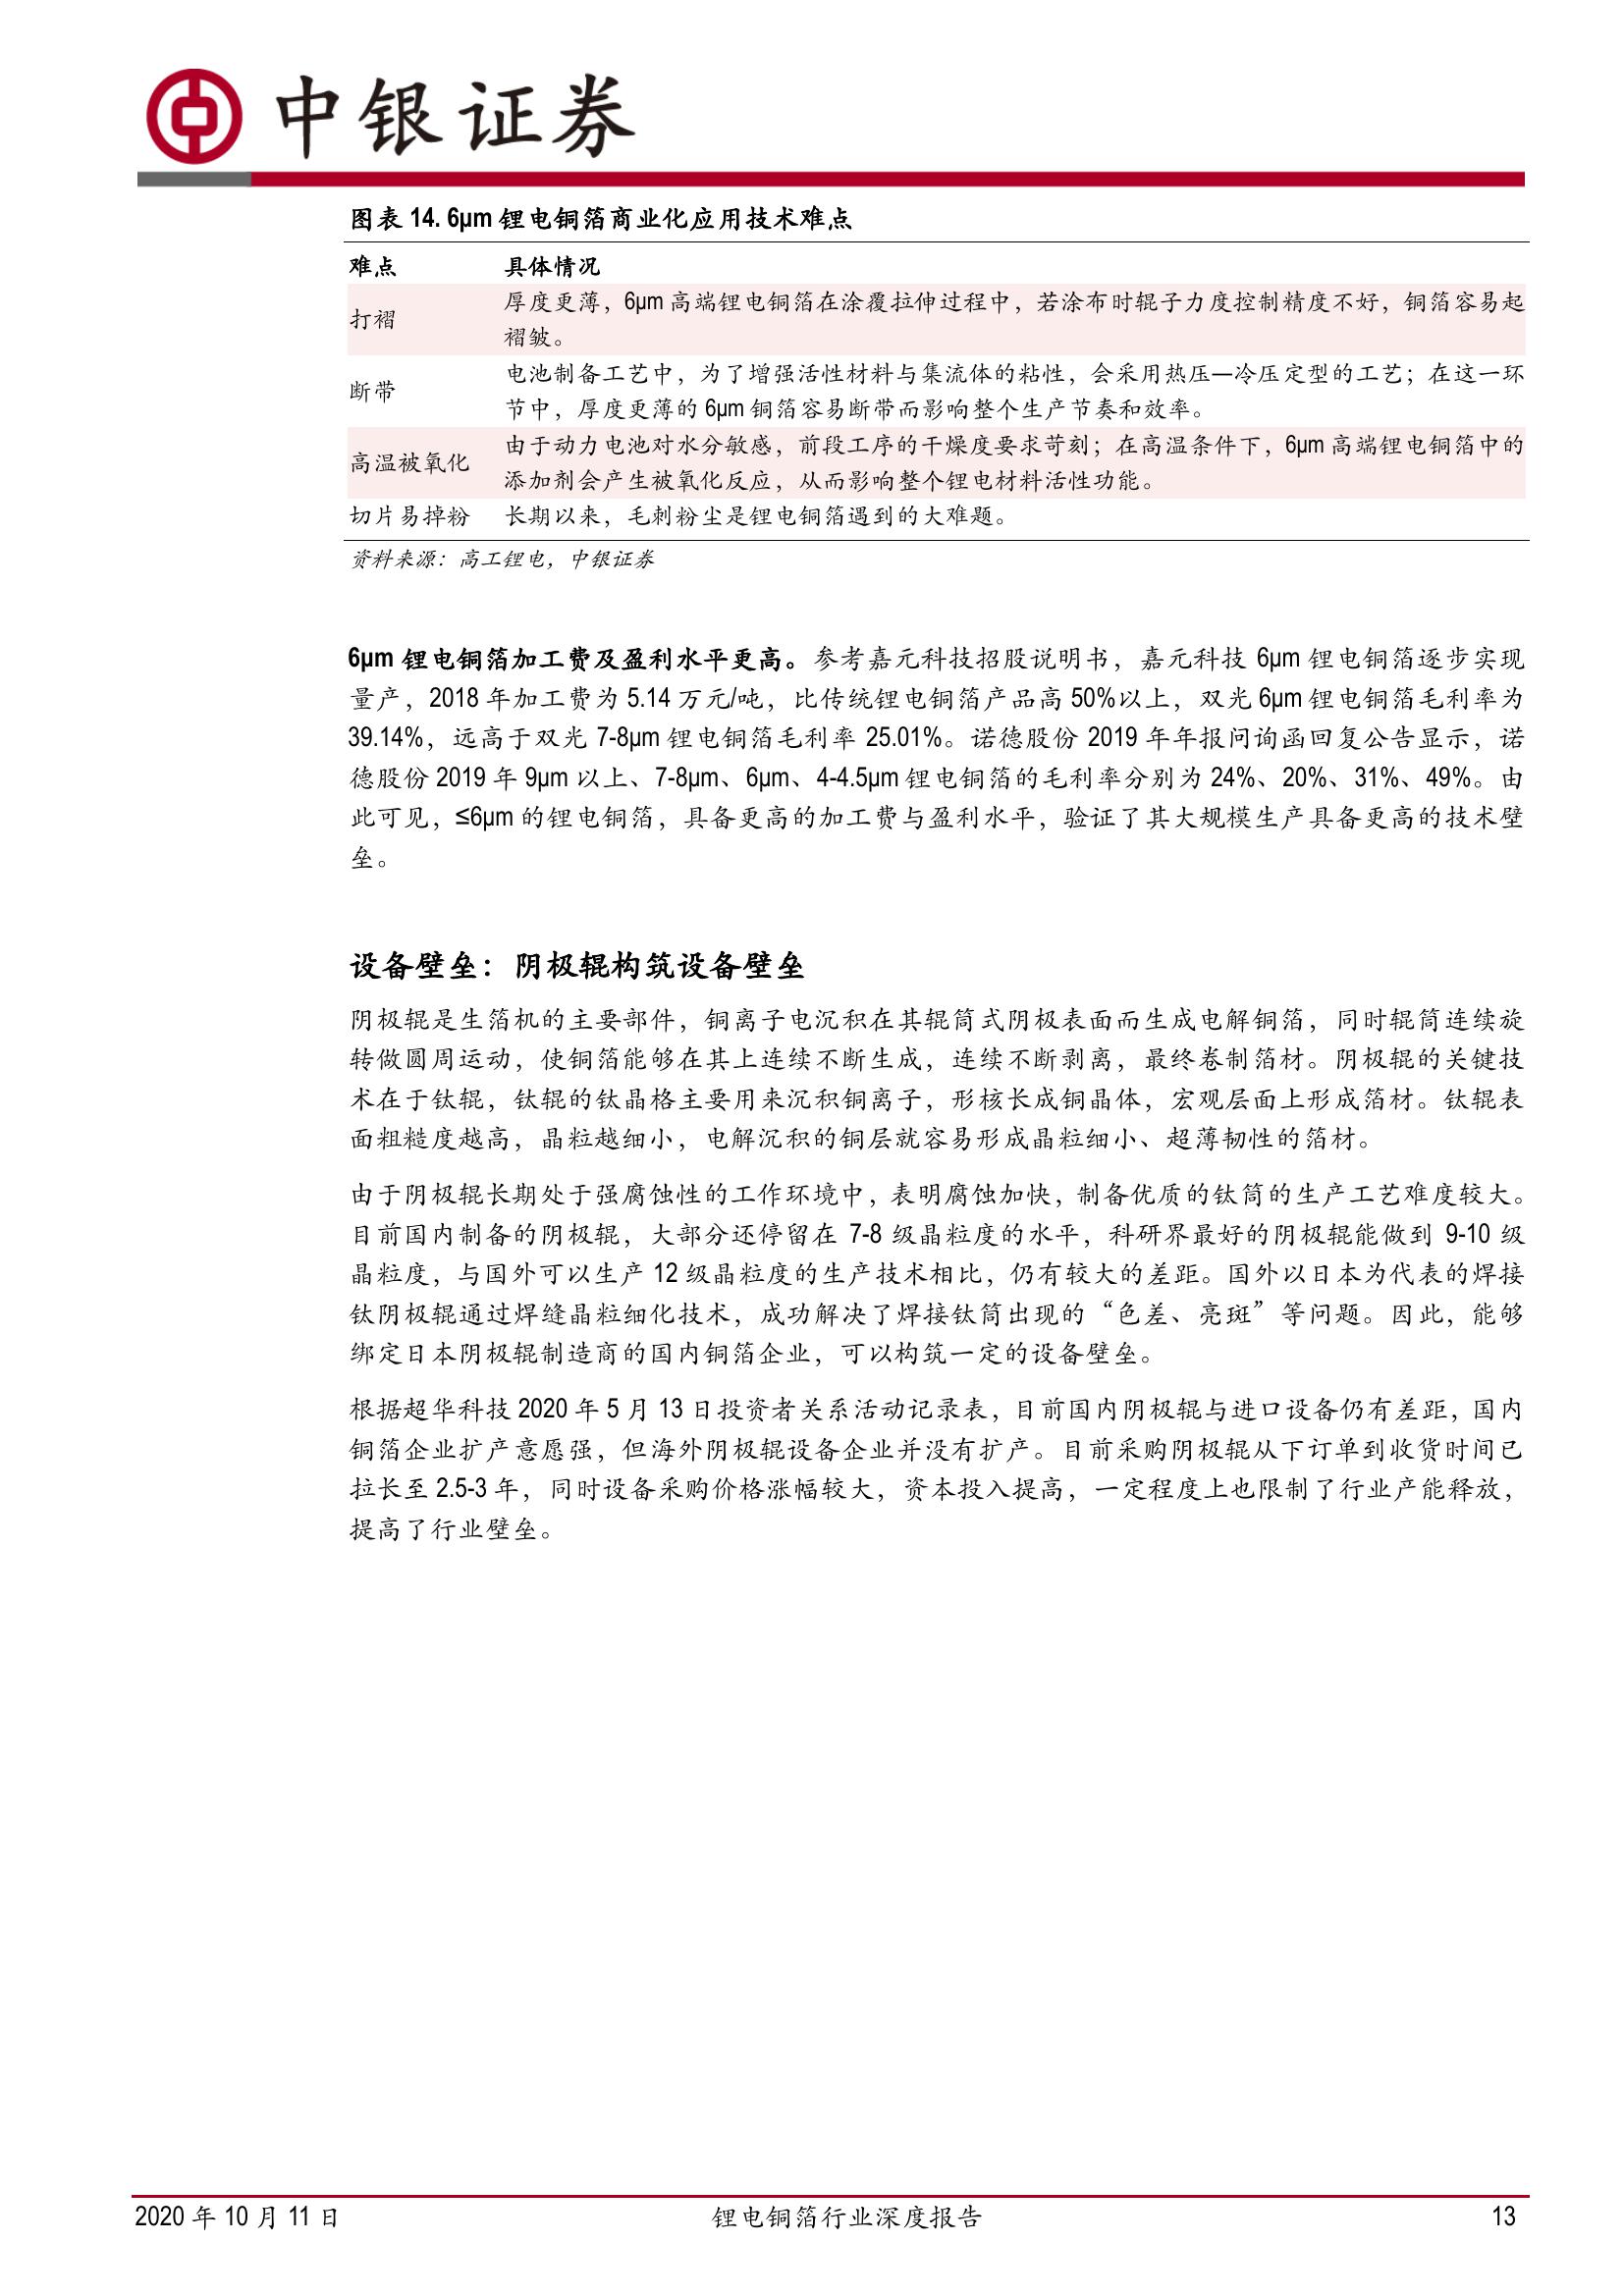 中银证券
图表 14. 6μm 锂电铜箔商业化应用技术难点
难点 具体情况
打褶 厚度更薄，6μm 高端锂电铜箔在涂覆拉伸过程中，若涂布时辊子力度控制精度不好，铜箔容易起
褶皱。
断带 电池制备工艺中，为了增强活性材料与集流体的粘性，会采用热压—冷压定型的工艺；在这一环
节中，厚度更薄的 6μm 铜箔容易断带而影响整个生产节奏和效率。
高温被氧化 由于动力电池对水分敏感，前段工序的干燥度要求苛刻；在高温条件下，6μm 高端锂电铜箔中的
添加剂会产生被氧化反应，从而影响整个锂电材料活性功能。
切片易掉粉 长期以来，毛刺粉尘是锂电铜箔遇到的大难题。
资料来源：高工锂电，中银证券
6μm 锂电铜箔加工费及盈利水平更高。参考嘉元科技招股说明书，嘉元科技 6μm 锂电铜箔逐步实现
量产，2018 年加工费为 5.14 万元/吨，比传统锂电铜箔产品高 50%以上，双光 6μm 锂电铜箔毛利率为
39.14%，远高于双光 7-8μm 锂电铜箔毛利率 25.01%。诺德股份 2019 年年报问询函回复公告显示，诺
德股份 2019 年 9μm 以上、7-8μm、6μm、4-4.5μm 锂电铜箔的毛利率分别为 24%、20%、31%、49%。由
此可见，≤6μm 的锂电铜箔，具备更高的加工费与盈利水平，验证了其大规模生产具备更高的技术壁
垒。
设备壁垒：阴极辊构筑设备壁垒
阴极辊是生箔机的主要部件，铜离子电沉积在其辊筒式阴极表面而生成电解铜箔，同时辊筒连续旋
转做圆周运动，使铜箔能够在其上连续不断生成，连续不断剥离，最终卷制箔材。阴极辊的关键技
术在于钛辊，钛辊的钛晶格主要用来沉积铜离子，形核长成铜晶体，宏观层面上形成箔材。钛辊表
面粗糙度越高，晶粒越细小，电解沉积的铜层就容易形成晶粒细小、超薄韧性的箔材。
由于阴极辊长期处于强腐蚀性的工作环境中，表明腐蚀加快，制备优质的钛筒的生产工艺难度较大。
目前国内制备的阴极辊，大部分还停留在 7-8 级晶粒度的水平，科研界最好的阴极辊能做到 9-10 级
晶粒度，与国外可以生产 12 级晶粒度的生产技术相比，仍有较大的差距。国外以日本为代表的焊接
钛阴极辊通过焊缝晶粒细化技术，成功解决了焊接钛筒出现的“色差、亮斑”等问题。因此，能够
绑定日本阴极辊制造商的国内铜箔企业，可以构筑一定的设备壁垒。
根据超华科技 2020 年 5 月 13 日投资者关系活动记录表，目前国内阴极辊与进口设备仍有差距，国内
铜箔企业扩产意愿强，但海外阴极辊设备企业并没有扩产。目前采购阴极辊从下订单到收货时间已
拉长至 2.5-3 年，同时设备采购价格涨幅较大，资本投入提高，一定程度上也限制了行业产能释放，
提高了行业壁垒。
2020 年 10 月 11 日 锂电铜箔行业深度报告 13